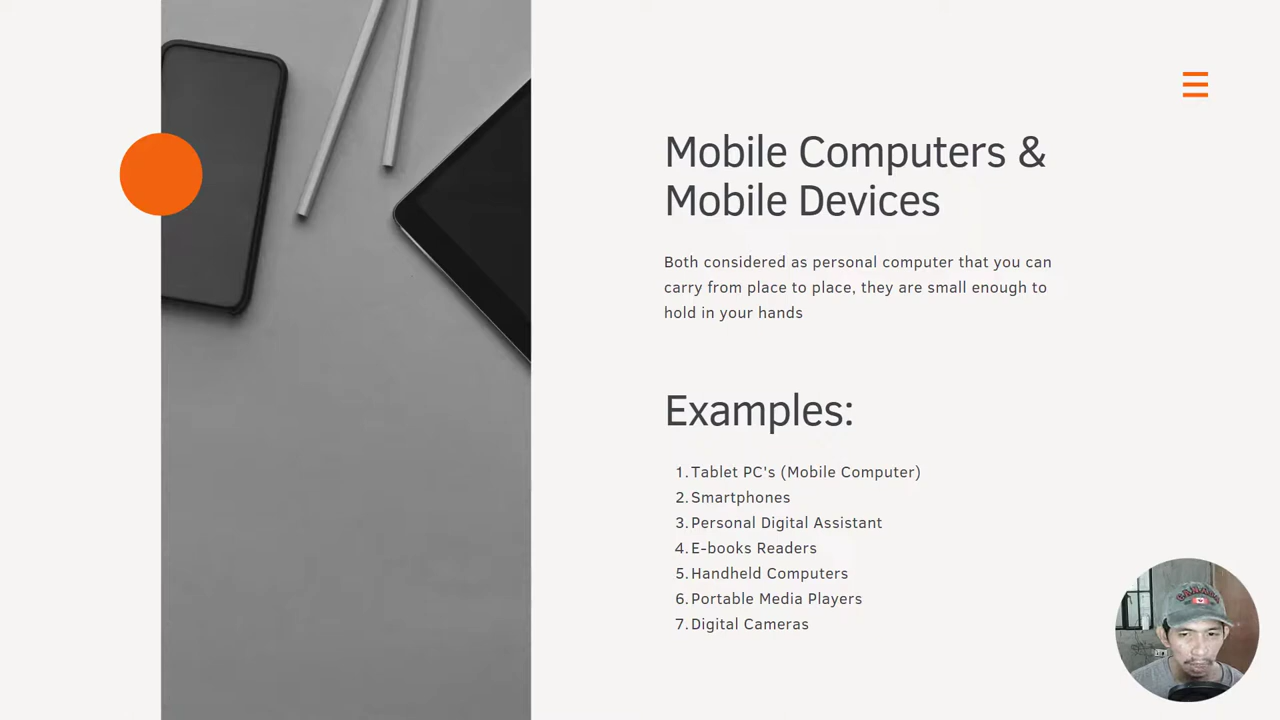 Mobile Computers &
Mobile Devices
Both considered as personal computer that you can
carry from place to place, they are small enough to
hold in your hands
Examples:
1. Tablet PC's (Mobile Computer)
2. Smartphones
3. Personal Digital Assistant
4. E-books Readers
5. Handheld Computers
6. Portable Media Players
7. Digital Cameras